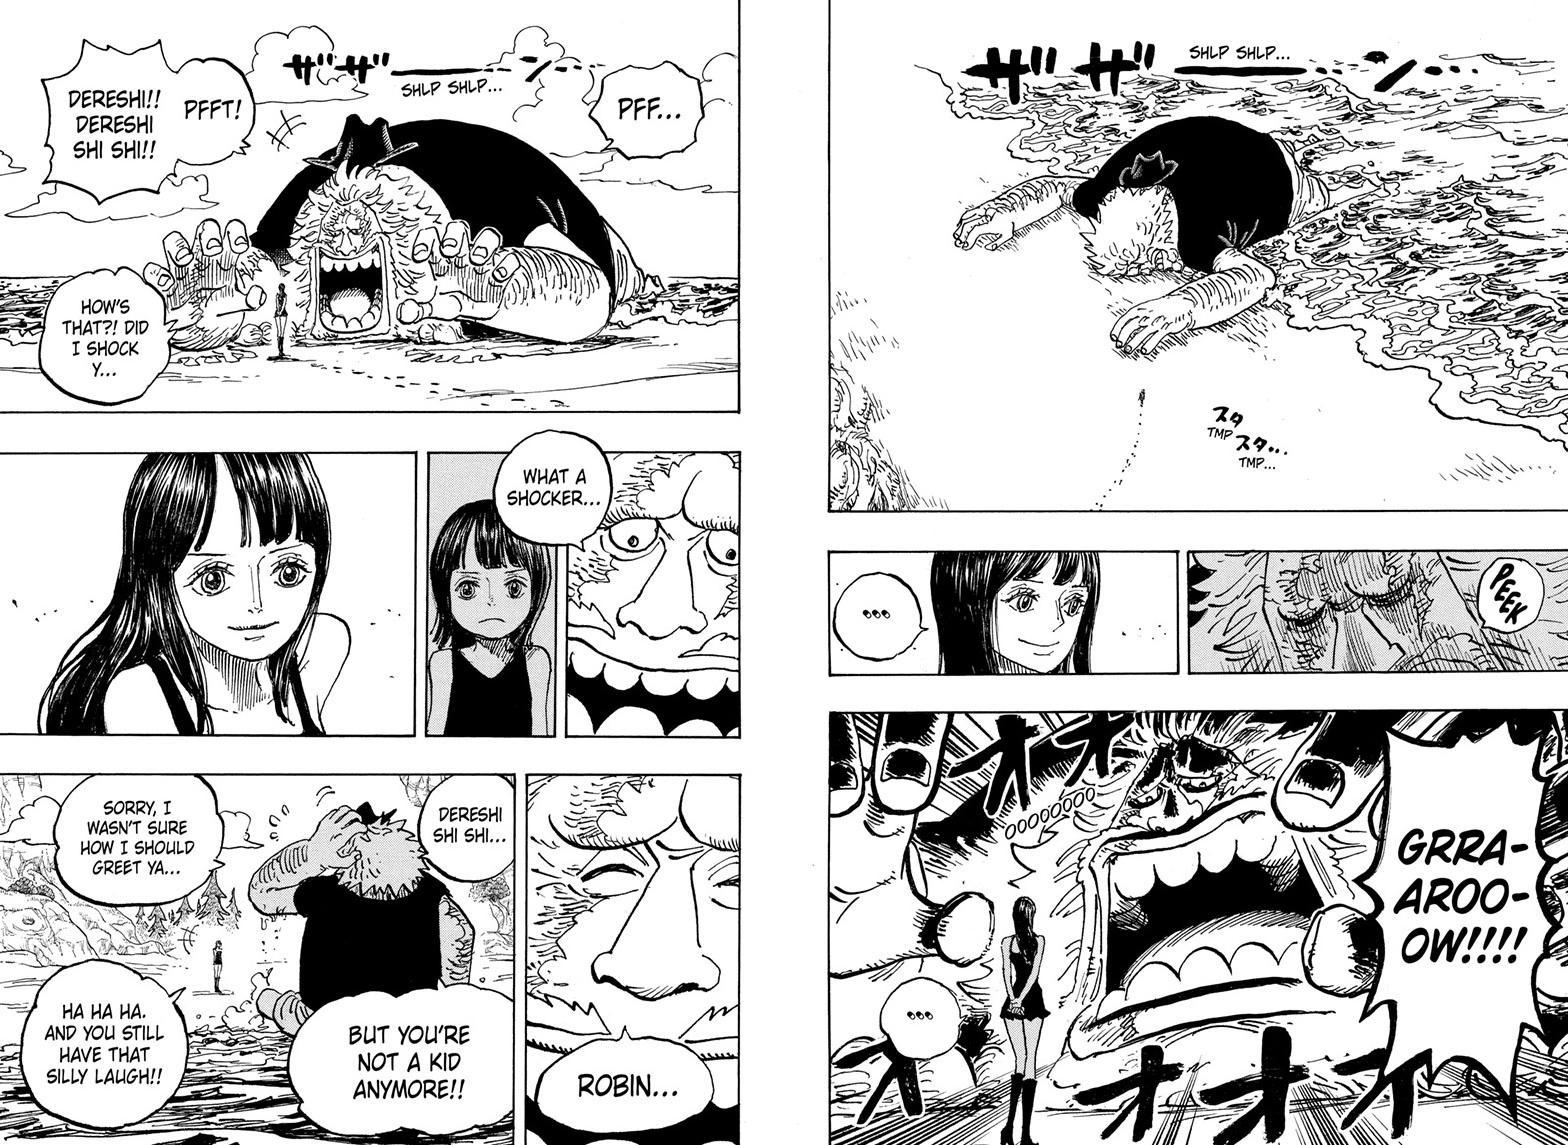 ザザ――ン…
SHLP SHLP...
スタ
TMP
スタ...
TMP...
PEEK
...
GRRA-
AROO-
OW!!!!
オオ
オオオ
...
ザザ――ン…
SHLP SHLP...
PFF...
PFFT!
DERESHI!!
DERESHI
SHI SHI!!
HOW'S
THAT?! DID
I SHOCK
Y...
WHAT A
SHOCKER...
ROBIN...
DERESHI
SHI SHI...
BUT YOU'RE
NOT A KID
ANYMORE!!
SORRY, I
WASN'T SURE
HOW I SHOULD
GREET YA...
HA HA HA.
AND YOU STILL
HAVE THAT
SILLY LAUGH!!